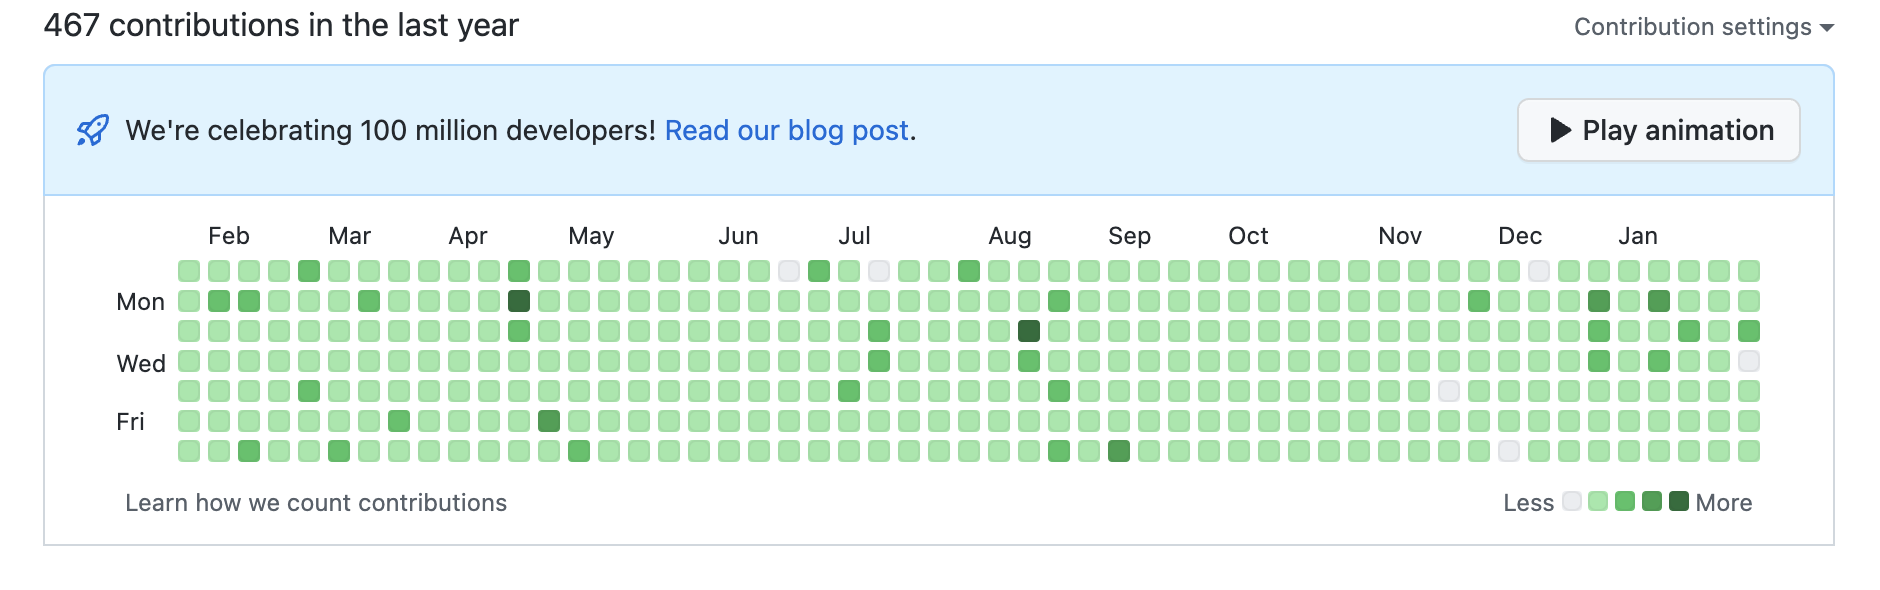 467 contributions in the last year
Contribution settings
We're celebrating 100 million developers! Read our blog post.
Play animation
Feb Mar Apr May Jun Jul Aug Sep Oct Nov Dec Jan
Mon
Wed
Fri
Learn how we count contributions
Less More